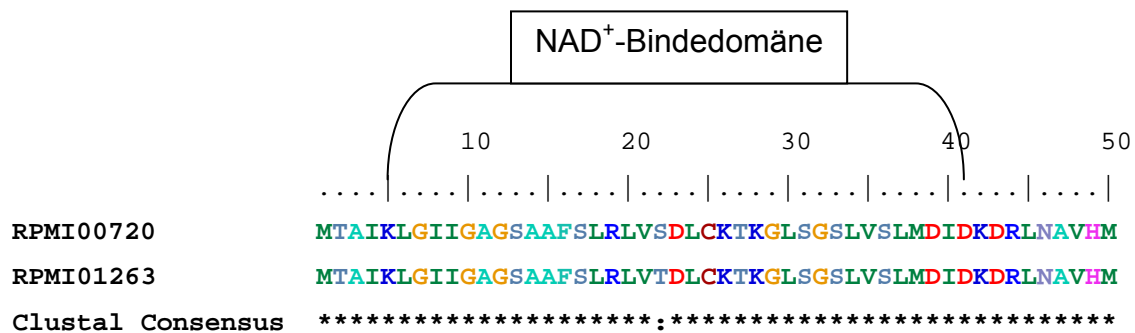 NAD⁺-Bindedomäne
10 20 30 40 50
....|....|....|....|....|....|....|....|....|....|
RPMI00720 MTAIKLGIIGAGSAAFSLRLVSDLCKTKGLSGSLVSLMDIDKDRLNAVHM
RPMI01263 MTAIKLGIIGAGSAAFSLRLVTDLCKTKGLSGSLVSLMDIDKDRLNAVHM
Clustal Consensus *********************:****************************